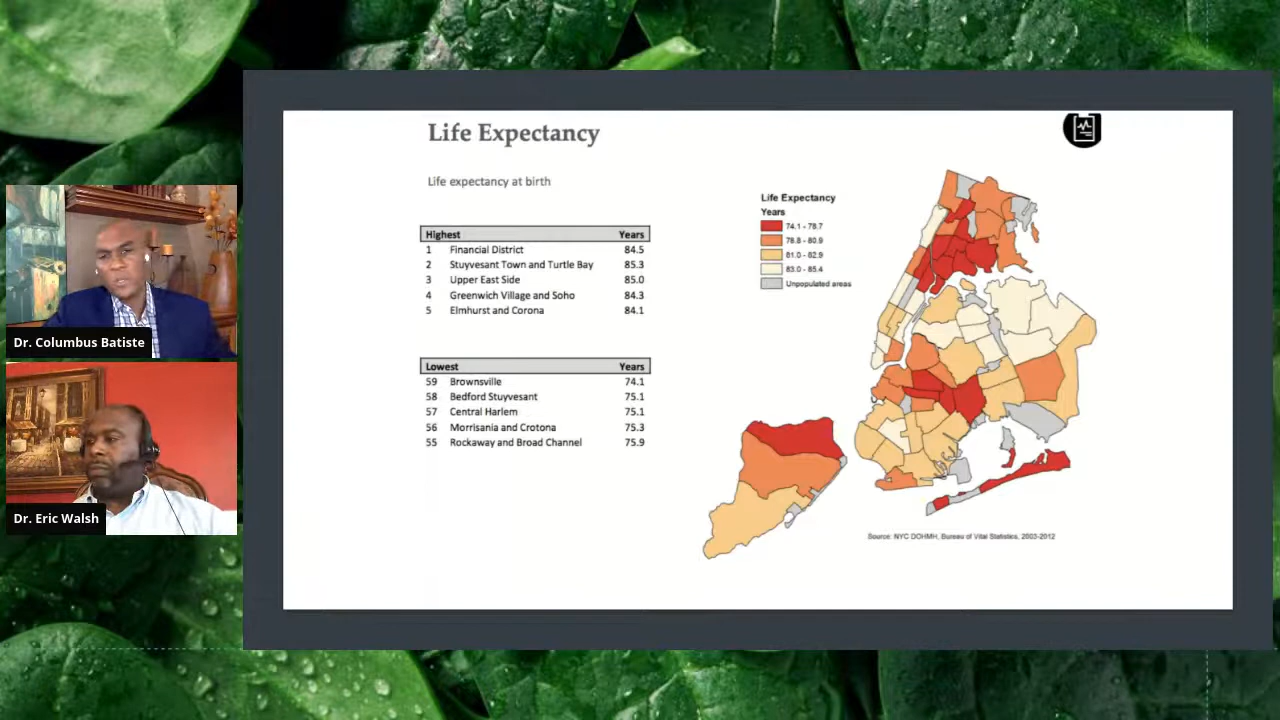 Life Expectancy
Life expectancy at birth
Highest Years
1 Financial District 84.5
2 Stuyvesant Town and Turtle Bay 85.3
3 Upper East Side 85.0
4 Greenwich Village and Soho 84.3
5 Elmhurst and Corona 84.1
Lowest Years
59 Brownsville 74.1
58 Bedford Stuyvesant 75.1
57 Central Harlem 75.1
56 Morrisania and Crotona 75.3
55 Rockaway and Broad Channel 75.9
Life Expectancy
Years
74.1 - 78.7
78.8 - 80.9
81.0 - 82.9
83.0 - 85.4
Unpopulated areas
Source: NYC DOHMH, Bureau of Vital Statistics, 2003-2012
Dr. Columbus Batiste
Dr. Eric Walsh